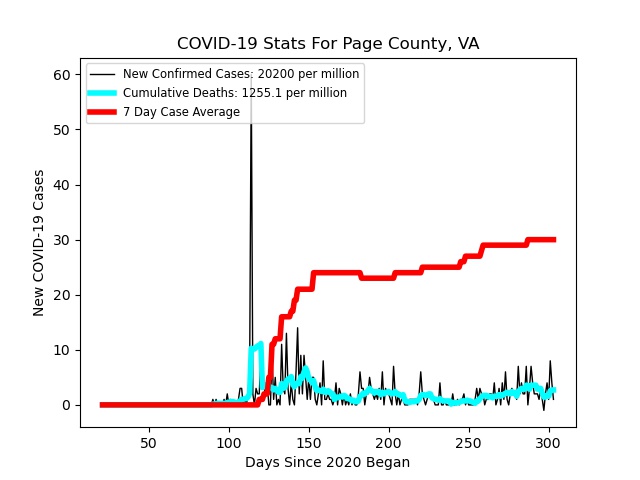 COVID-19 Stats For Page County, VA
New Confirmed Cases: 20200 per million
Cumulative Deaths: 1255.1 per million
7 Day Case Average
60
50
40
30
20
10
0
New COVID-19 Cases
50 100 150 200 250 300
Days Since 2020 Began